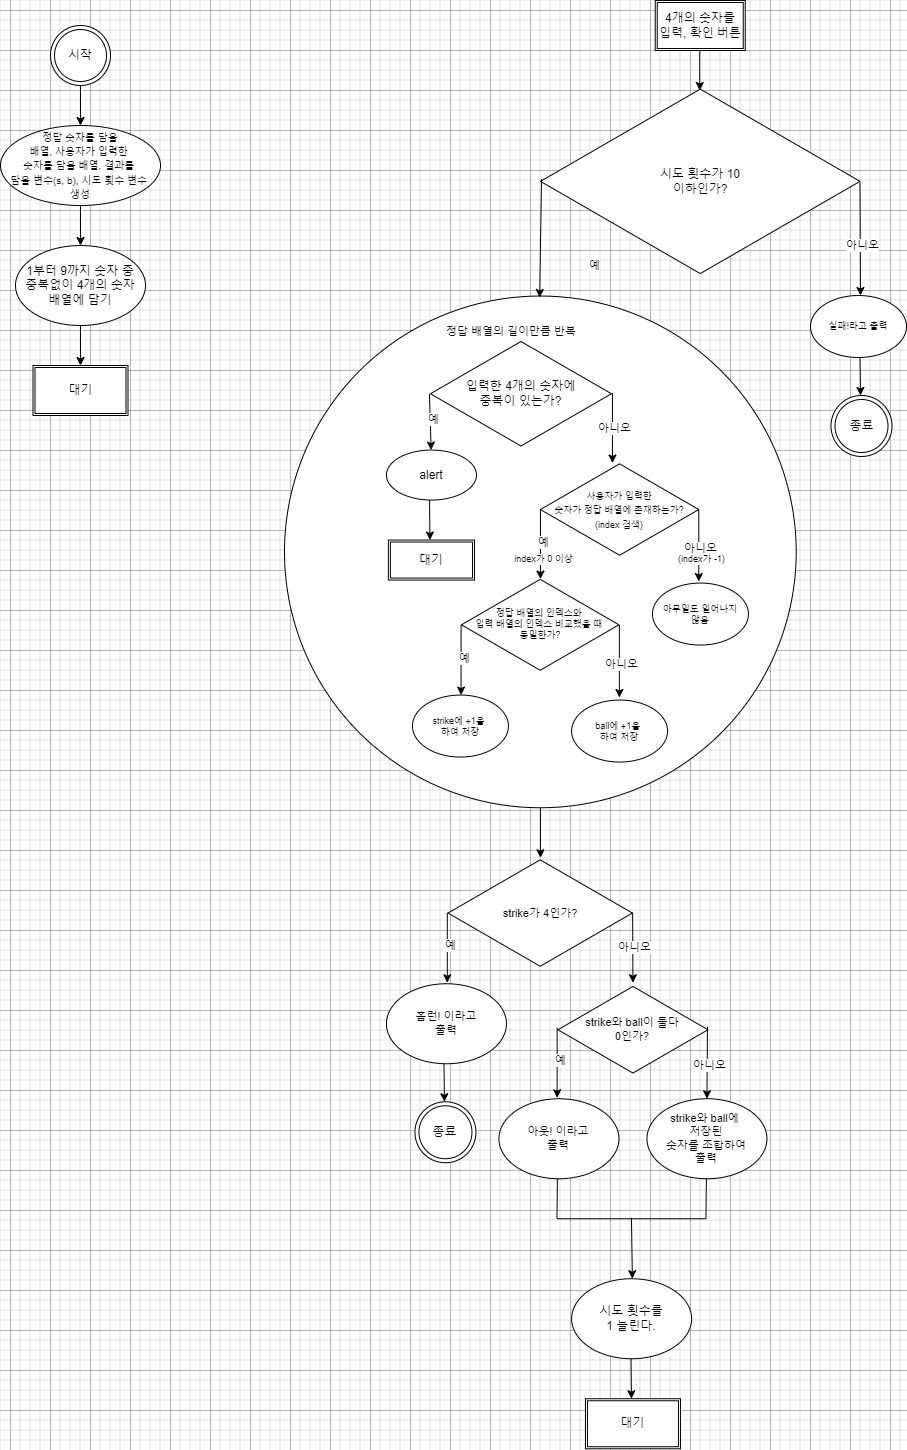 시작
정답 숫자를 담을
배열, 사용자가 입력한
숫자를 담을 배열, 결과를
담을 변수(s, b), 시도 횟수 변수
생성
1부터 9까지 숫자 중
중복없이 4개의 숫자
배열에 담기
대기
4개의 숫자를
입력, 확인 버튼
시도 횟수가 10
이하인가?
예
아니오
실패!라고 출력
종료
정답 배열의 길이만큼 반복
입력한 4개의 숫자에
중복이 있는가?
예
아니오
alert
대기
사용자가 입력한
숫자가 정답 배열에 존재하는가?
(index 검색)
예
index가 0 이상
아니오
(index가 -1)
아무일도 일어나지
않음
정답 배열의 인덱스와
입력 배열의 인덱스 비교했을 때
동일한가?
예
아니오
strike에 +1을
하여 저장
ball에 +1을
하여 저장
strike가 4인가?
예
아니오
홈런! 이라고
출력
종료
strike와 ball이 둘다
0인가?
예
아니오
아웃! 이라고
출력
strike와 ball에
저장된
숫자를 조합하여
출력
시도 횟수를
1 늘린다.
대기